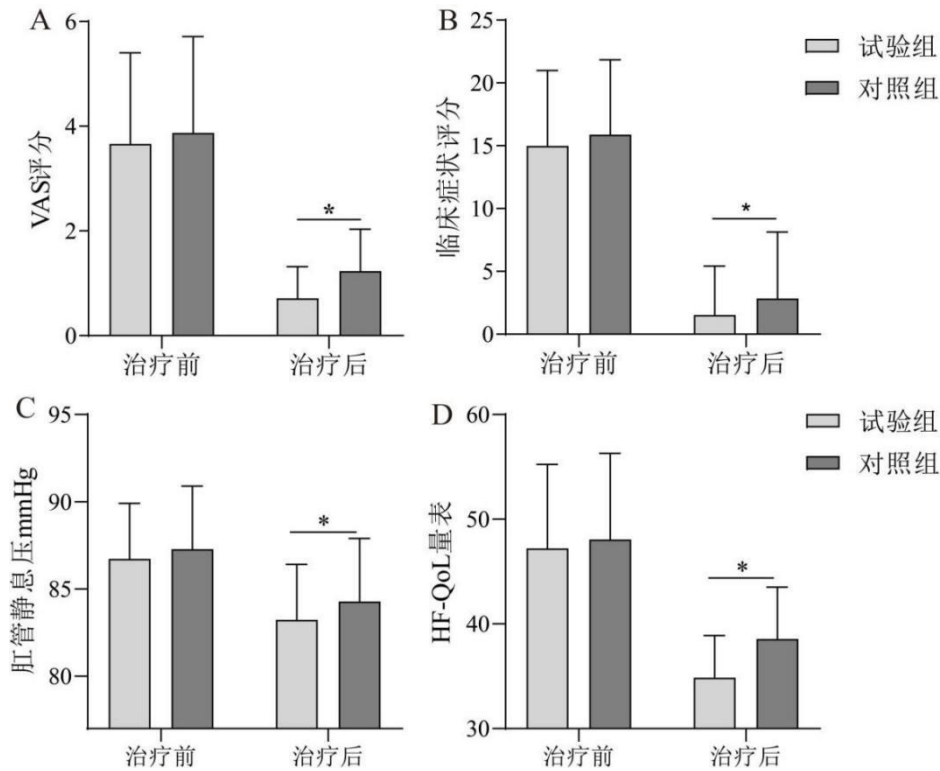 A
VAS评分
6
4
2
0
*
治疗前
治疗后
B
临床症状评分
25
20
15
10
5
0
*
治疗前
治疗后
试验组
对照组
C
肛管静息压mmHg
95
90
85
80
*
治疗前
治疗后
D
HF-QoL量表
60
50
40
30
*
治疗前
治疗后
试验组
对照组